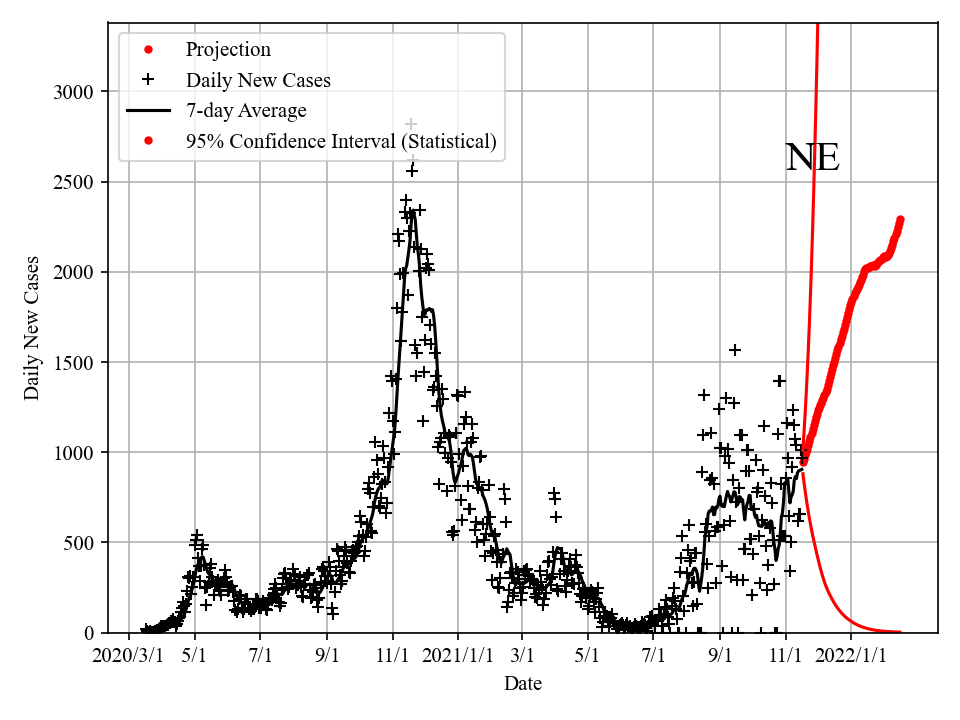 Projection
Daily New Cases
7-day Average
95% Confidence Interval (Statistical)
NE
Daily New Cases
3000
2500
2000
1500
1000
500
0
2020/3/1 5/1 7/1 9/1 11/1 2021/1/1 3/1 5/1 7/1 9/1 11/1 2022/1/1
Date